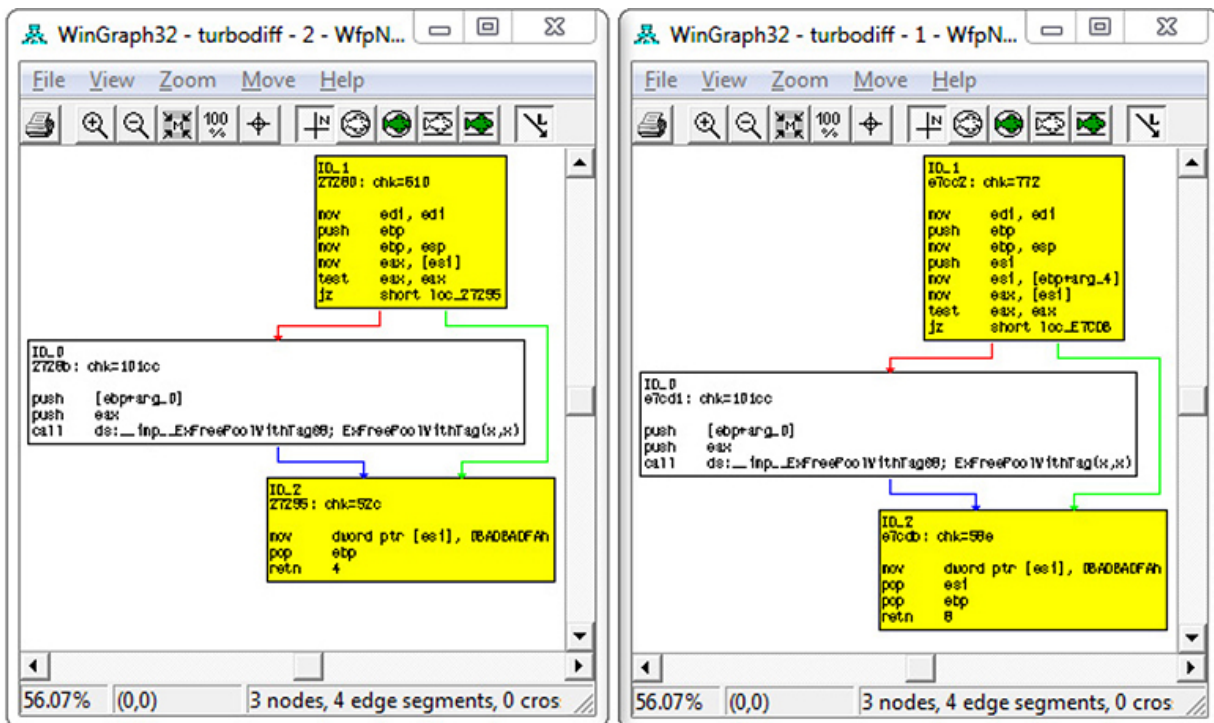 WinGraph32 - turbodiff - 2 - WfpN...
File View Zoom Move Help
100
%
N
M
L
ID_1
27280: chk=510
mov edi, edi
push ebp
mov ebp, esp
mov eax, [esi]
test eax, eax
jz short loc_27295
ID_0
2728b: chk=101cc
push [ebp+arg_0]
push eax
call ds:__imp__ExFreePoolWithTag@8; ExFreePoolWithTag(x,x)
ID_2
27295: chk=52c
mov dword ptr [esi], 0BADBADFAh
pop ebp
retn 4
56.07% (0,0) 3 nodes, 4 edge segments, 0 cros
WinGraph32 - turbodiff - 1 - WfpN...
File View Zoom Move Help
100
%
N
M
L
ID_1
e7cc2: chk=772
mov edi, edi
push ebp
mov ebp, esp
push esi
mov esi, [ebp+arg_4]
mov eax, [esi]
test eax, eax
jz short loc_E7CDB
ID_0
e7cd1: chk=101cc
push [ebp+arg_0]
push eax
call ds:__imp__ExFreePoolWithTag@8; ExFreePoolWithTag(x,x)
ID_2
e7cdb: chk=58e
mov dword ptr [esi], 0BADBADFAh
pop esi
pop ebp
retn 8
56.07% (0,0) 3 nodes, 4 edge segments, 0 cros